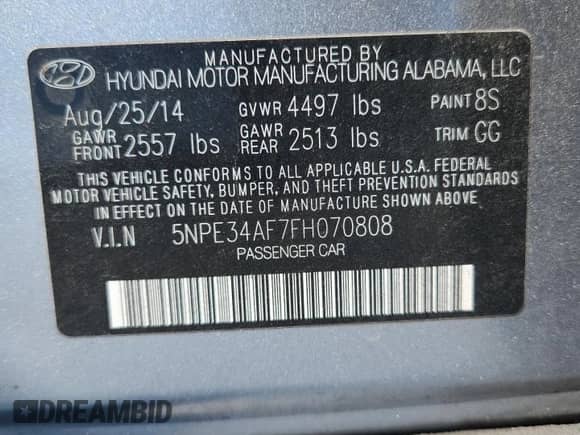 MANUFACTURED BY
HYUNDAI MOTOR MANUFACTURING ALABAMA, LLC
Aug/25/14 GVWR 4497 lbs PAINT 8S
GAWR FRONT 2557 lbs GAWR REAR 2513 lbs TRIM GG
THIS VEHICLE CONFORMS TO ALL APPLICABLE U.S.A. FEDERAL
MOTOR VEHICLE SAFETY, BUMPER, AND THEFT PREVENTION STANDARDS
IN EFFECT ON THE DATE OF MANUFACTURE SHOWN ABOVE.
V.I.N 5NPE34AF7FH070808
PASSENGER CAR
DREAMBID